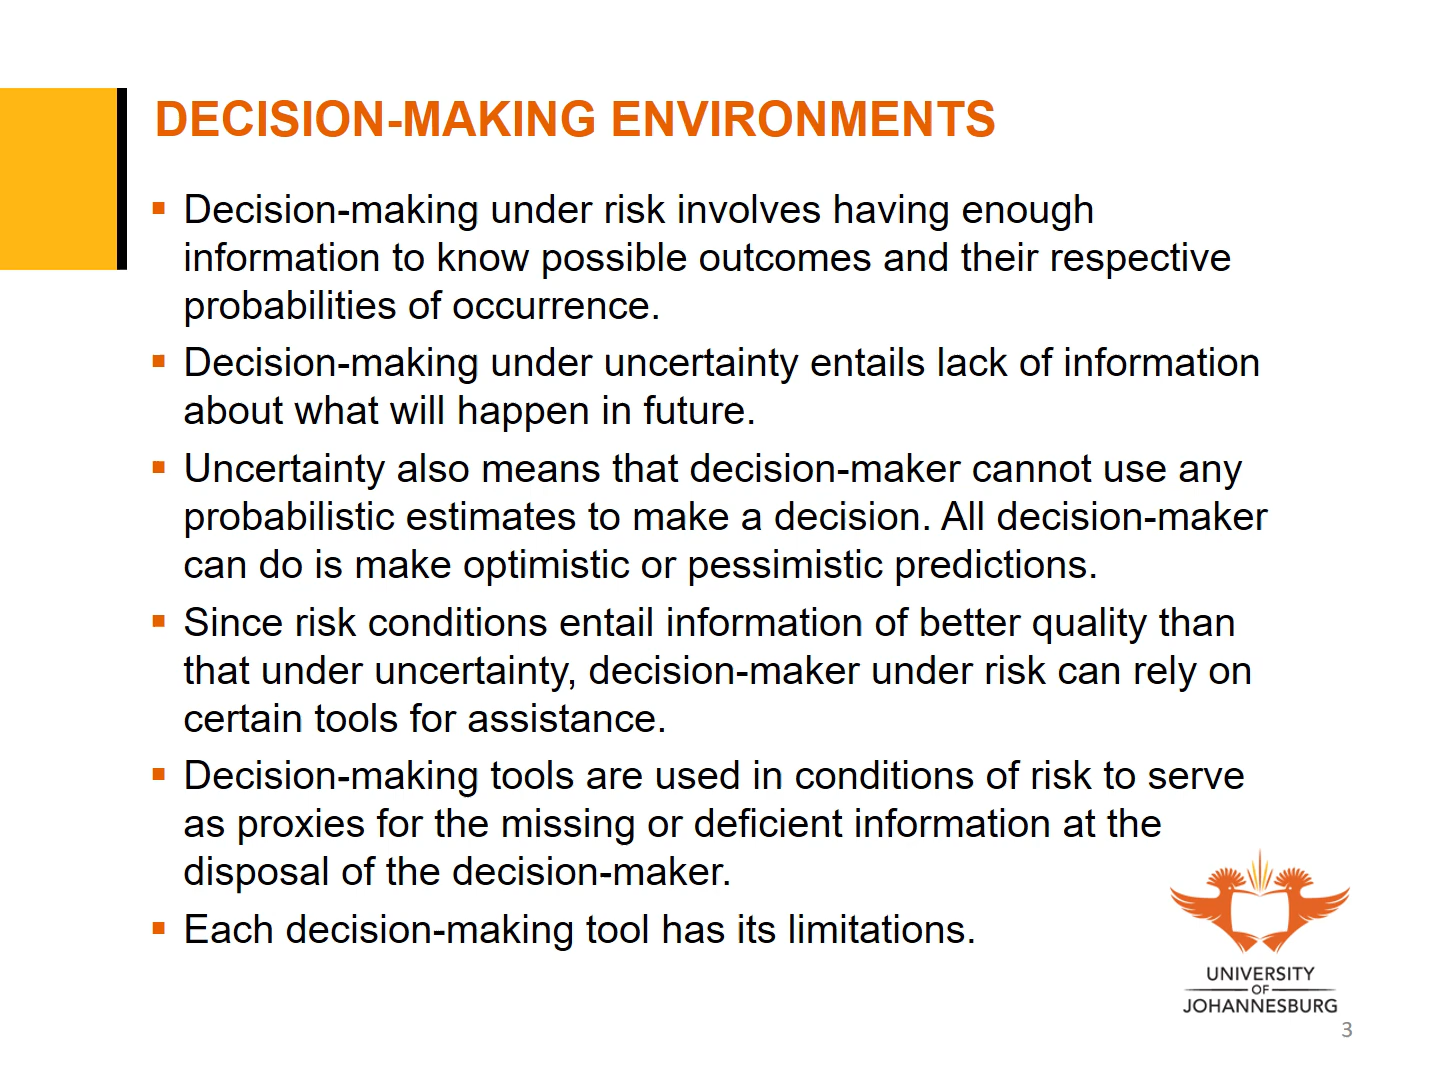 DECISION-MAKING ENVIRONMENTS
▪ Decision-making under risk involves having enough
information to know possible outcomes and their respective
probabilities of occurrence.
▪ Decision-making under uncertainty entails lack of information
about what will happen in future.
▪ Uncertainty also means that decision-maker cannot use any
probabilistic estimates to make a decision. All decision-maker
can do is make optimistic or pessimistic predictions.
▪ Since risk conditions entail information of better quality than
that under uncertainty, decision-maker under risk can rely on
certain tools for assistance.
▪ Decision-making tools are used in conditions of risk to serve
as proxies for the missing or deficient information at the
disposal of the decision-maker.
▪ Each decision-making tool has its limitations.
UNIVERSITY
OF
JOHANNESBURG
3